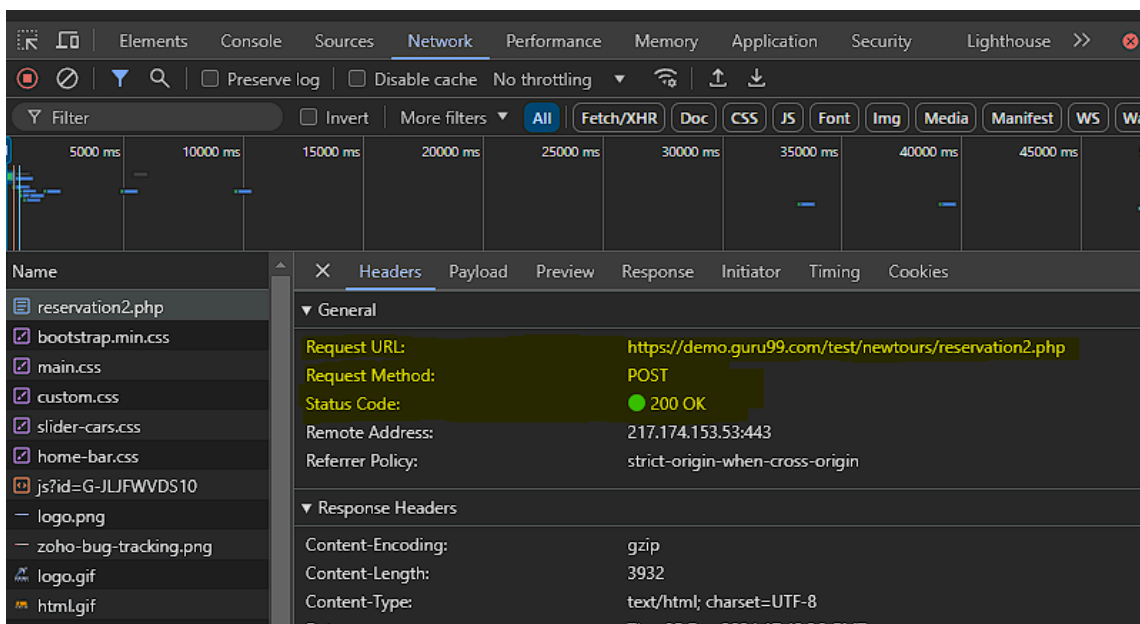 Elements Console Sources Network Performance Memory Application Security Lighthouse
Preserve log Disable cache No throttling
Filter Invert More filters All Fetch/XHR Doc CSS JS Font Img Media Manifest WS
5000 ms 10000 ms 15000 ms 20000 ms 25000 ms 30000 ms 35000 ms 40000 ms 45000 ms
Name Headers Payload Preview Response Initiator Timing Cookies
reservation2.php
General
bootstrap.min.css
Request URL: https://demo.guru99.com/test/newtours/reservation2.php
main.css
Request Method: POST
custom.css
Status Code: 200 OK
slider-cars.css
Remote Address: 217.174.153.53:443
home-bar.css
Referrer Policy: strict-origin-when-cross-origin
js?id=G-JLJFWVDS10
Response Headers
logo.png
zoho-bug-tracking.png
Content-Encoding: gzip
logo.gif
Content-Length: 3932
html.gif
Content-Type: text/html; charset=UTF-8